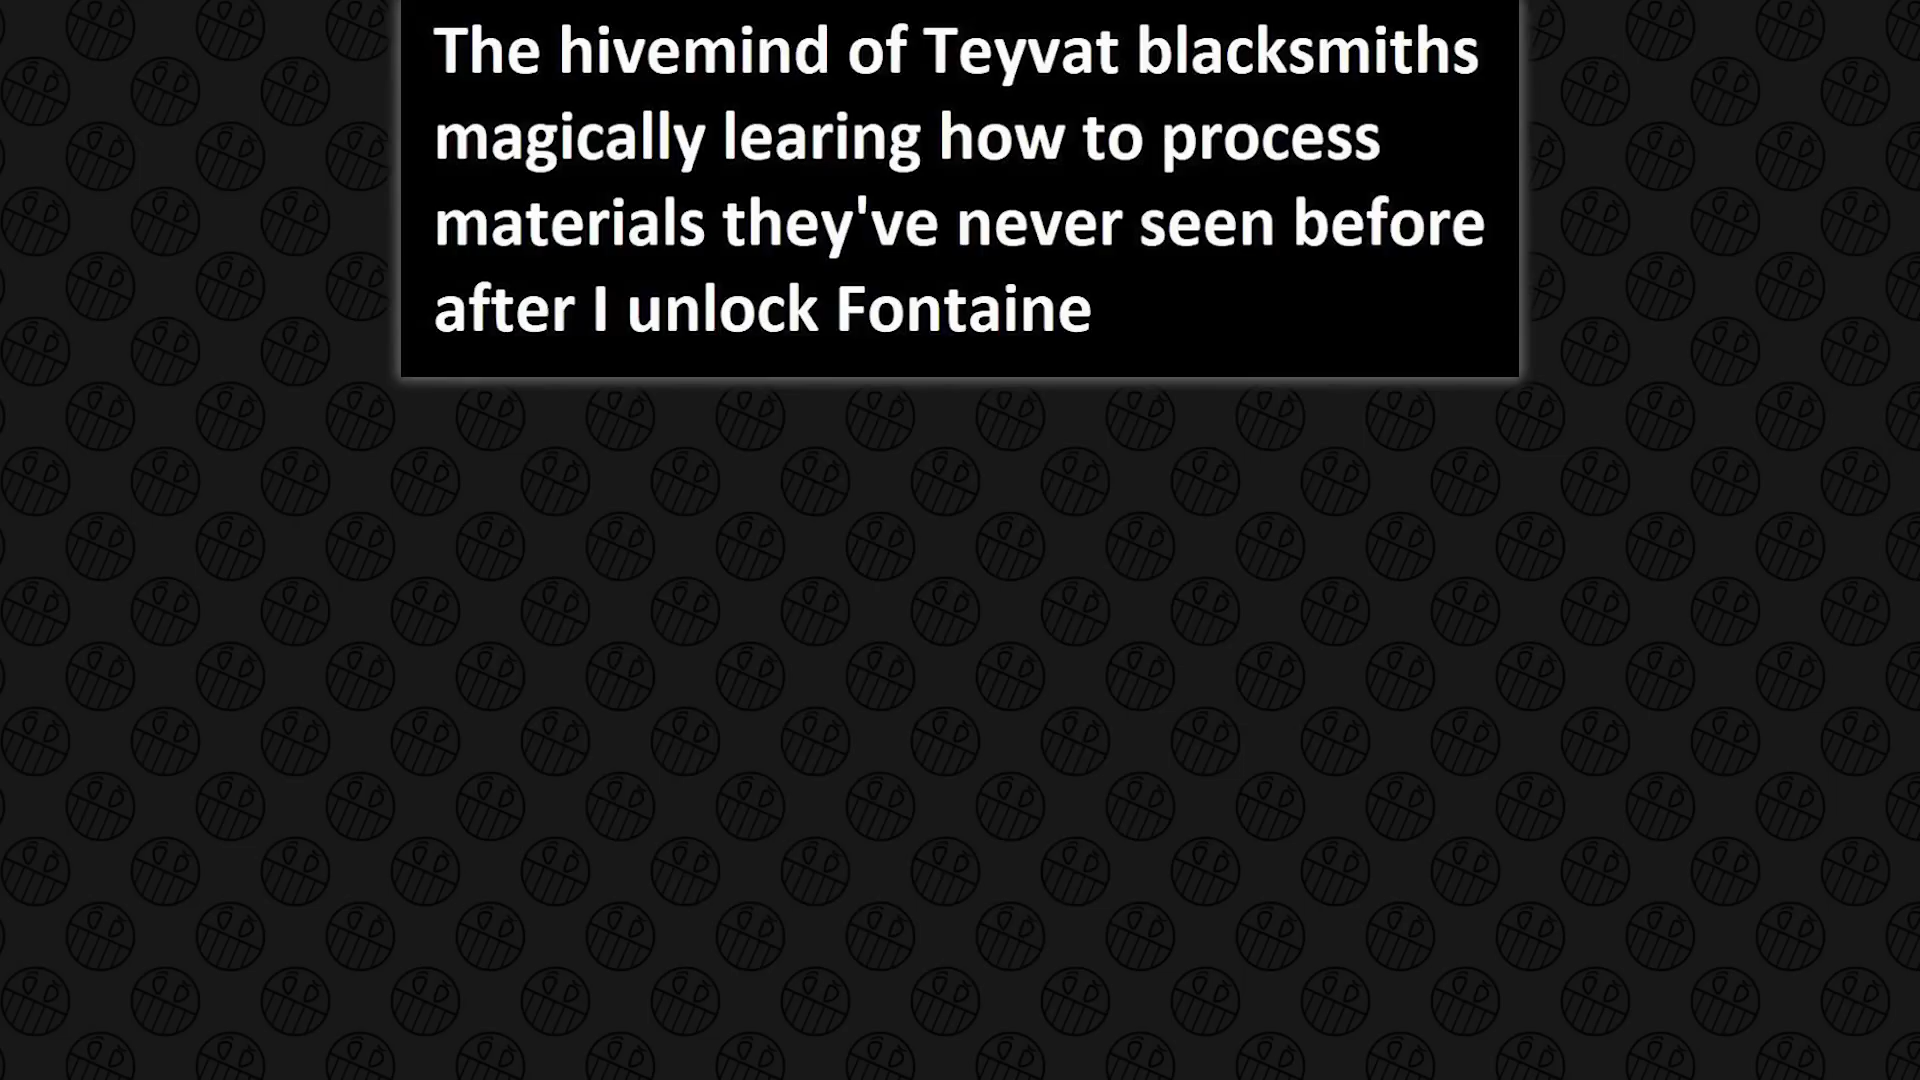 The hivemind of Teyvat blacksmiths
magically learing how to process
materials they've never seen before
after I unlock Fontaine